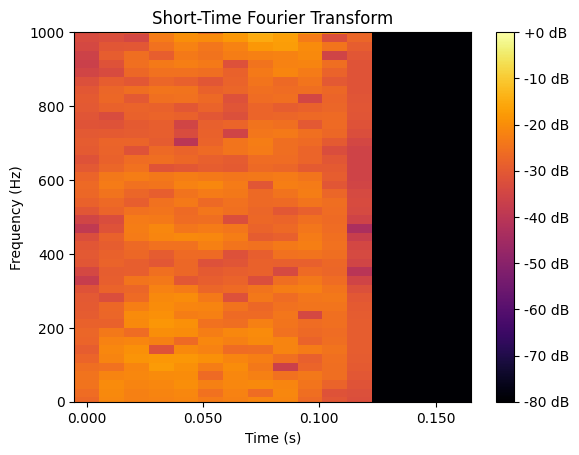 Short-Time Fourier Transform
Frequency (Hz)
1000
800
600
400
200
0
0.000
0.050
0.100
0.150
Time (s)
+0 dB
-10 dB
-20 dB
-30 dB
-40 dB
-50 dB
-60 dB
-70 dB
-80 dB